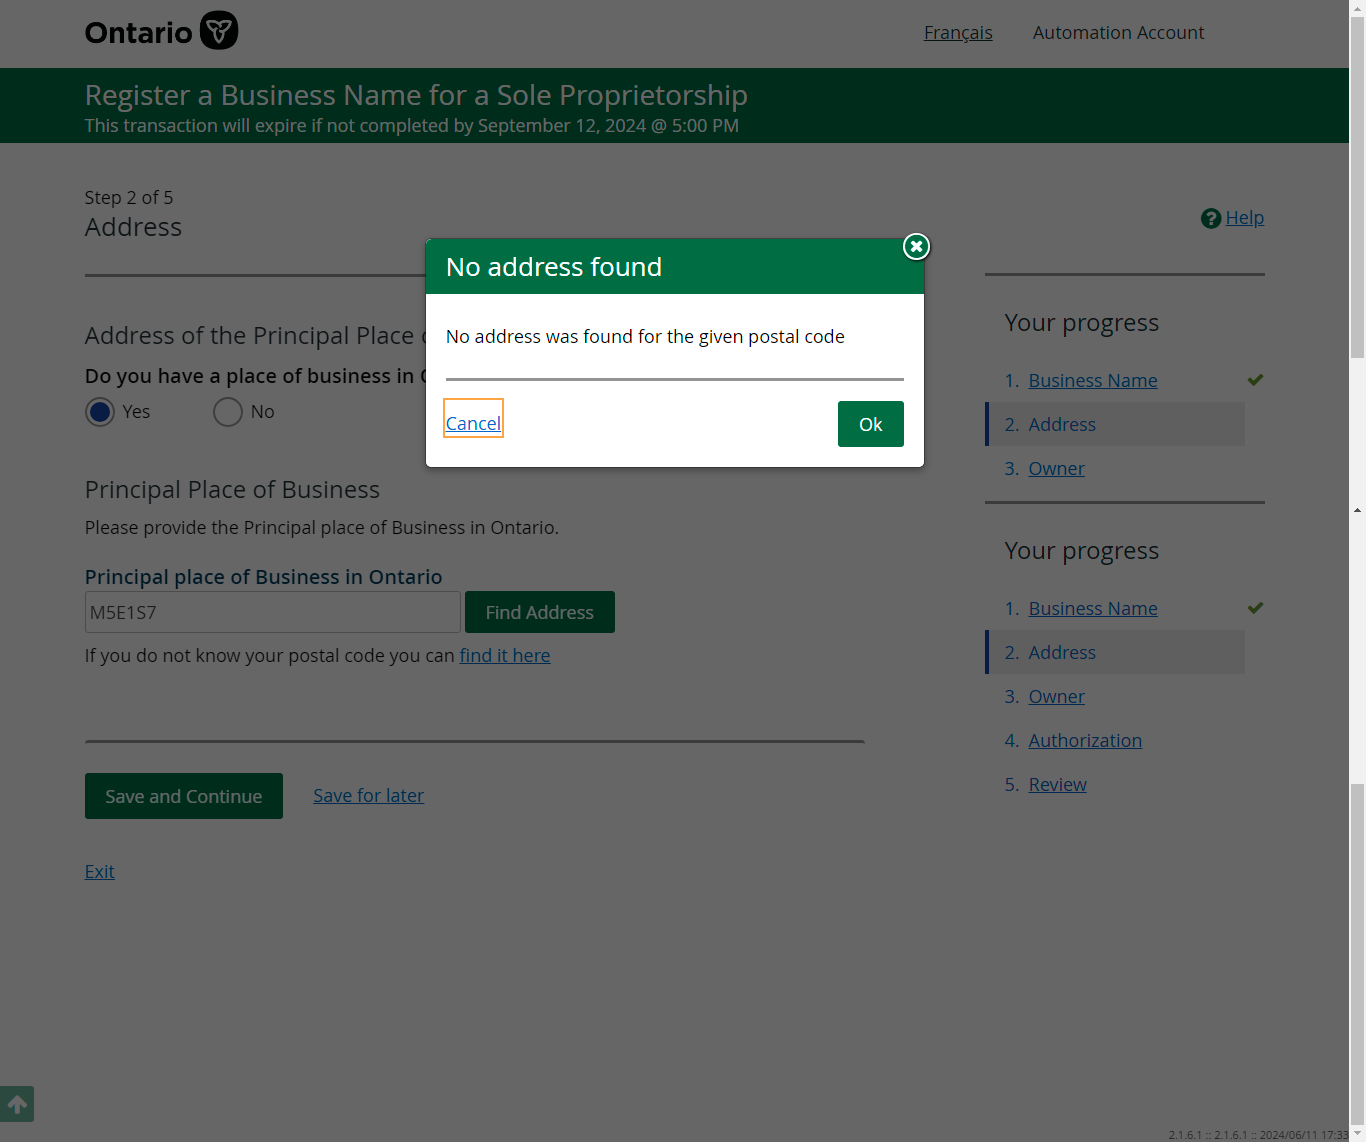 Ontario
Français
Automation Account
Register a Business Name for a Sole Proprietorship
This transaction will expire if not completed by September 12, 2024 @ 5:00 PM
Step 2 of 5
Address
Help
No address found
No address was found for the given postal code
Cancel
Ok
Address of the Principal Place
Do you have a place of business in
Yes
No
Principal Place of Business
Please provide the Principal place of Business in Ontario.
Principal place of Business in Ontario
M5E1S7
Find Address
If you do not know your postal code you can find it here
Save and Continue
Save for later
Exit
Your progress
1. Business Name
2. Address
3. Owner
Your progress
1. Business Name
2. Address
3. Owner
4. Authorization
5. Review
2.1.6.1 :: 2.1.6.1 :: 2024/06/11 17:33